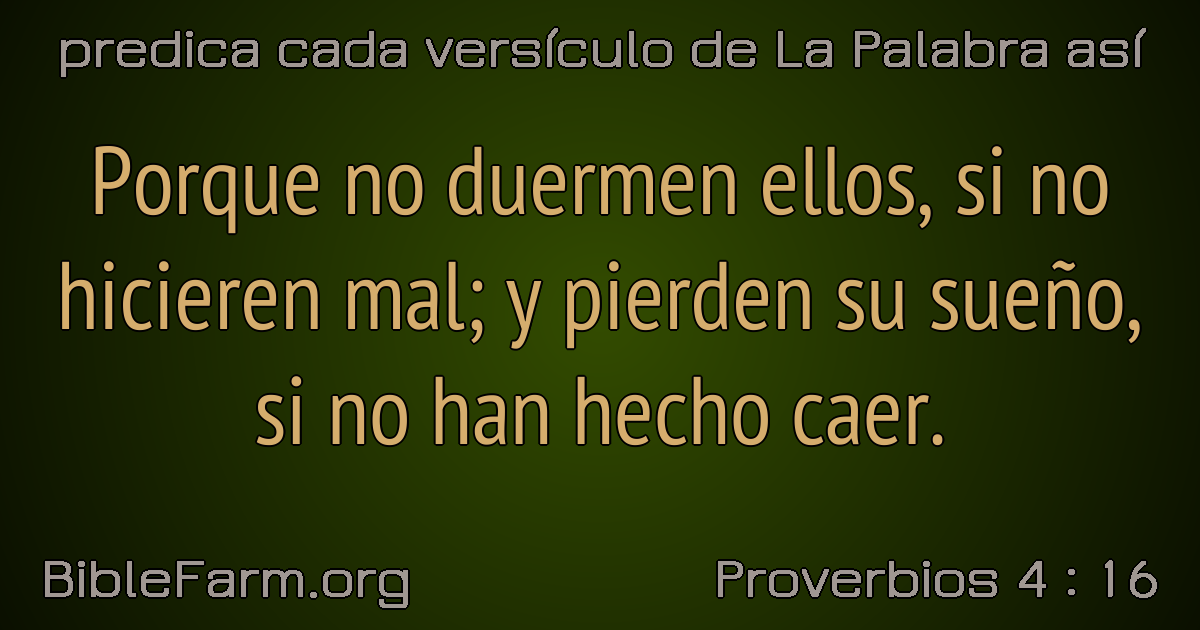 predica cada versículo de La Palabra así
Porque no duermen ellos, si no
hicieren mal; y pierden su sueño,
si no han hecho caer.
BibleFarm.org
Proverbios 4 : 16